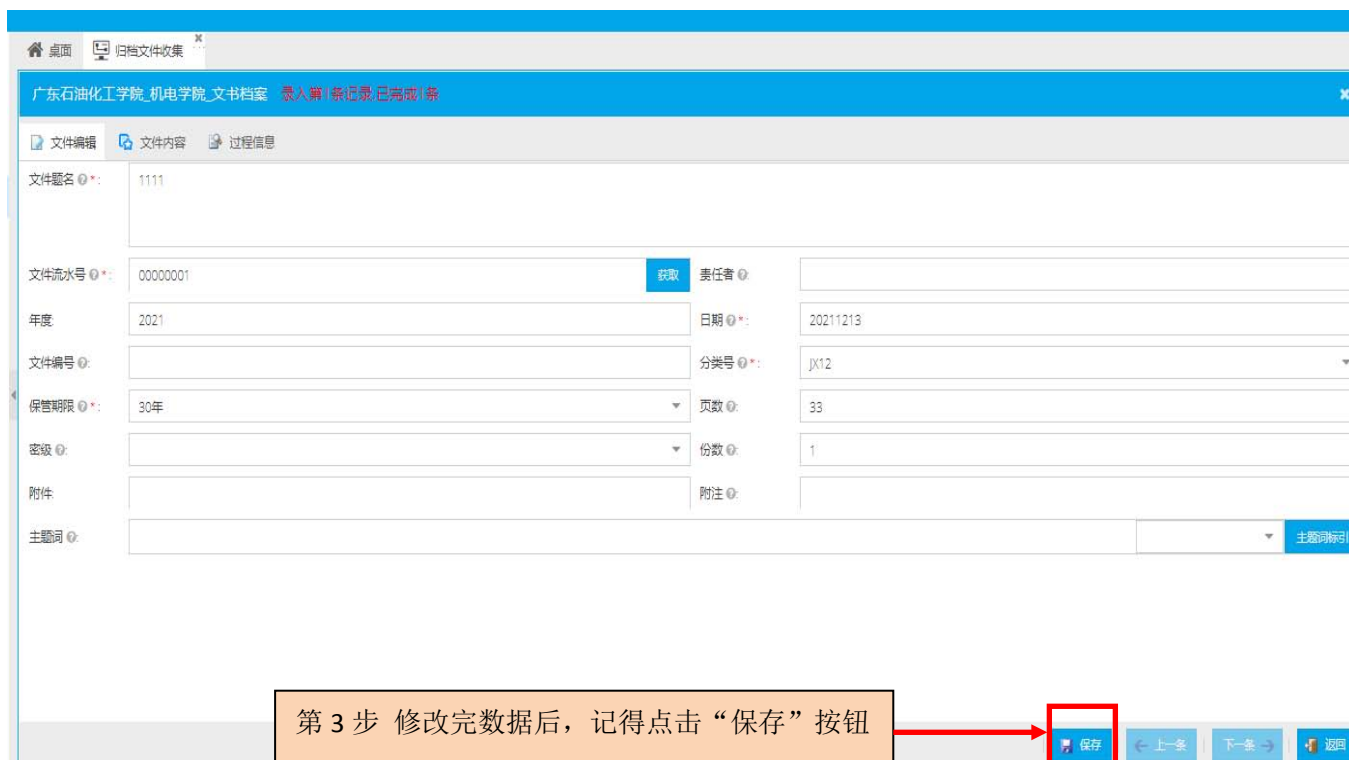 桌面 归档文件收集
广东石油化工学院_机电学院_文书档案 录入第1条记录,已完成1条
文件编辑 文件内容 过程信息
文件题名 *: 1111
文件流水号 *: 00000001 获取 责任者 :
年度: 2021 日期 *: 20211213
文件编号 : 分类号 *: JX12
保管期限 *: 30年 页数 : 33
密级 : 份数 : 1
附件: 附注 :
主题词 : 主题词标引
第 3 步 修改完数据后，记得点击“保存”按钮
保存 上一条 下一条 返回